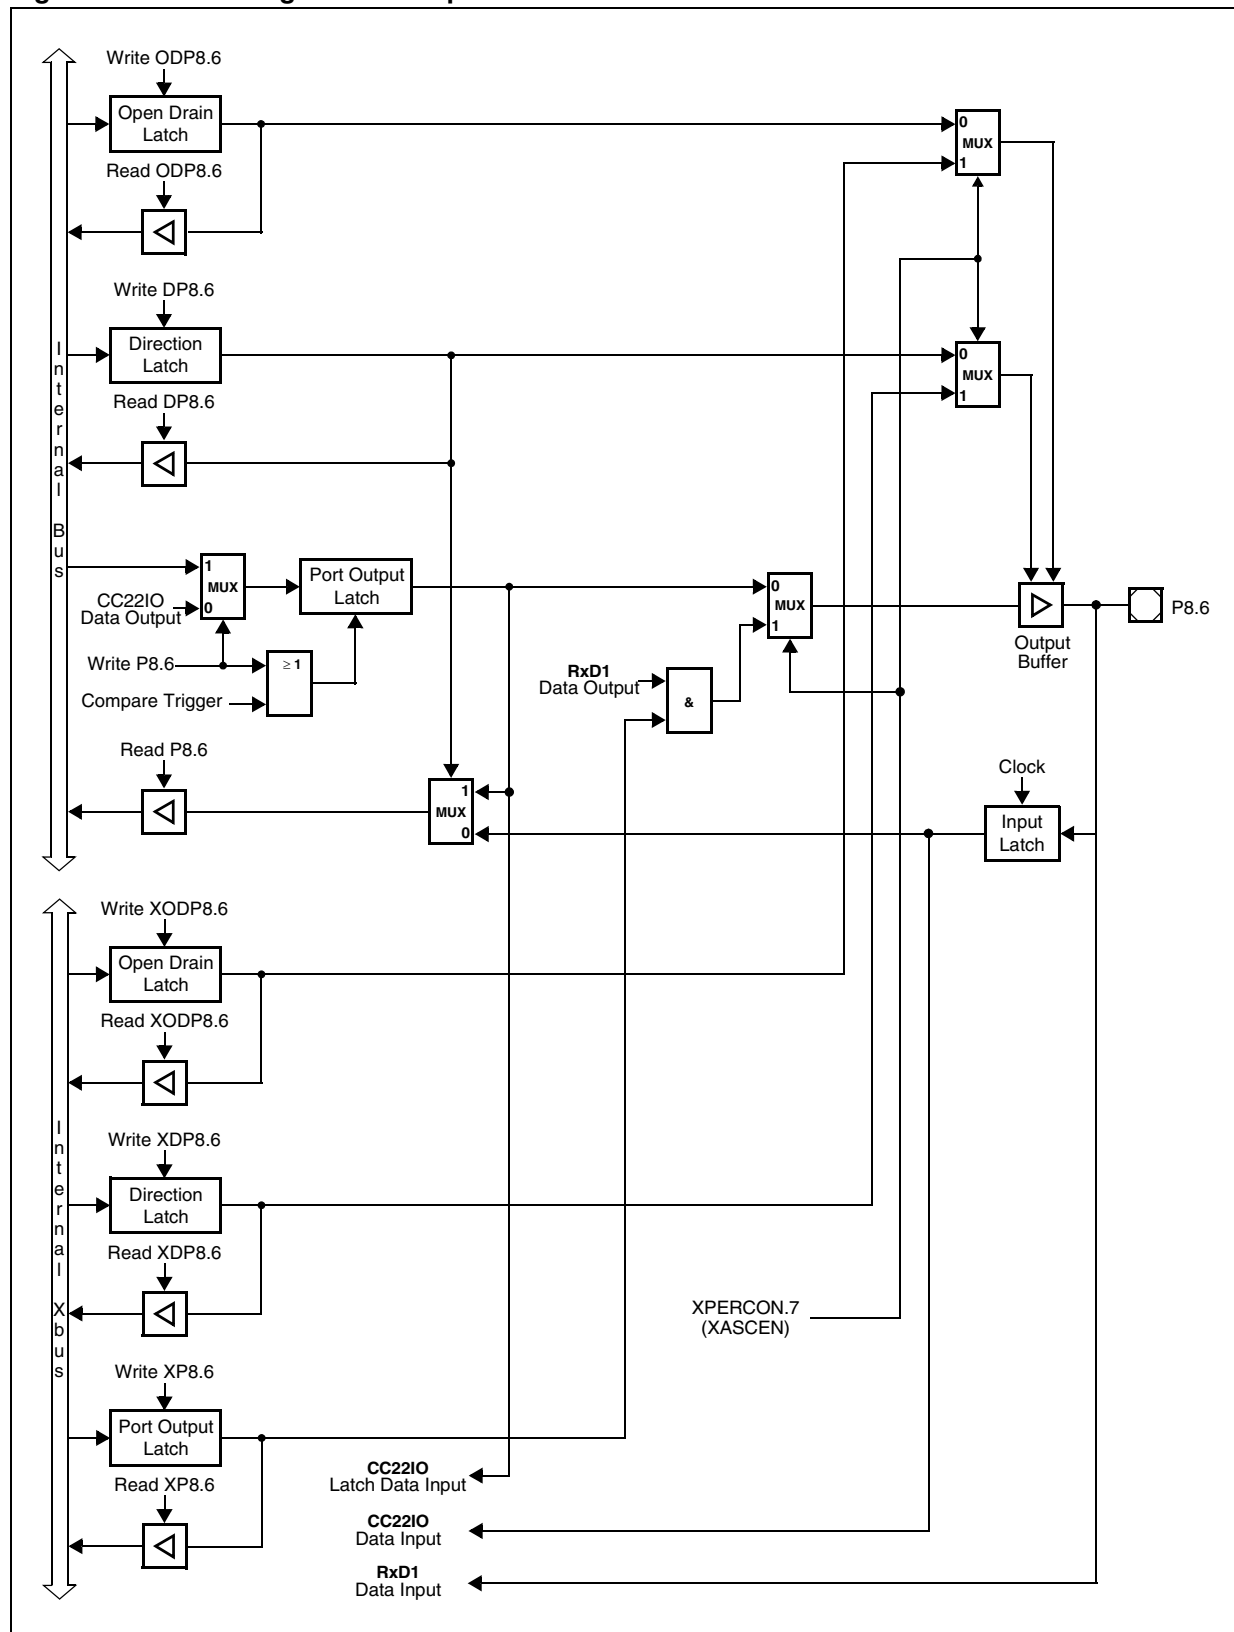 Write ODP8.6
Open Drain
Latch
0
MUX
1
Read ODP8.6
Write DP8.6
Direction
Latch
0
MUX
1
Read DP8.6
Internal Bus
1
MUX
0
CC22IO
Data Output
Port Output
Latch
0
MUX
1
P8.6
Output
Buffer
Write P8.6
≥ 1
Compare Trigger
RxD1
Data Output
&
Read P8.6
1
MUX
0
Clock
Input
Latch
Write XODP8.6
Open Drain
Latch
Read XODP8.6
Internal Xbus
Write XDP8.6
Direction
Latch
Read XDP8.6
XPERCON.7
(XASCEN)
Write XP8.6
Port Output
Latch
Read XP8.6
CC22IO
Latch Data Input
CC22IO
Data Input
RxD1
Data Input